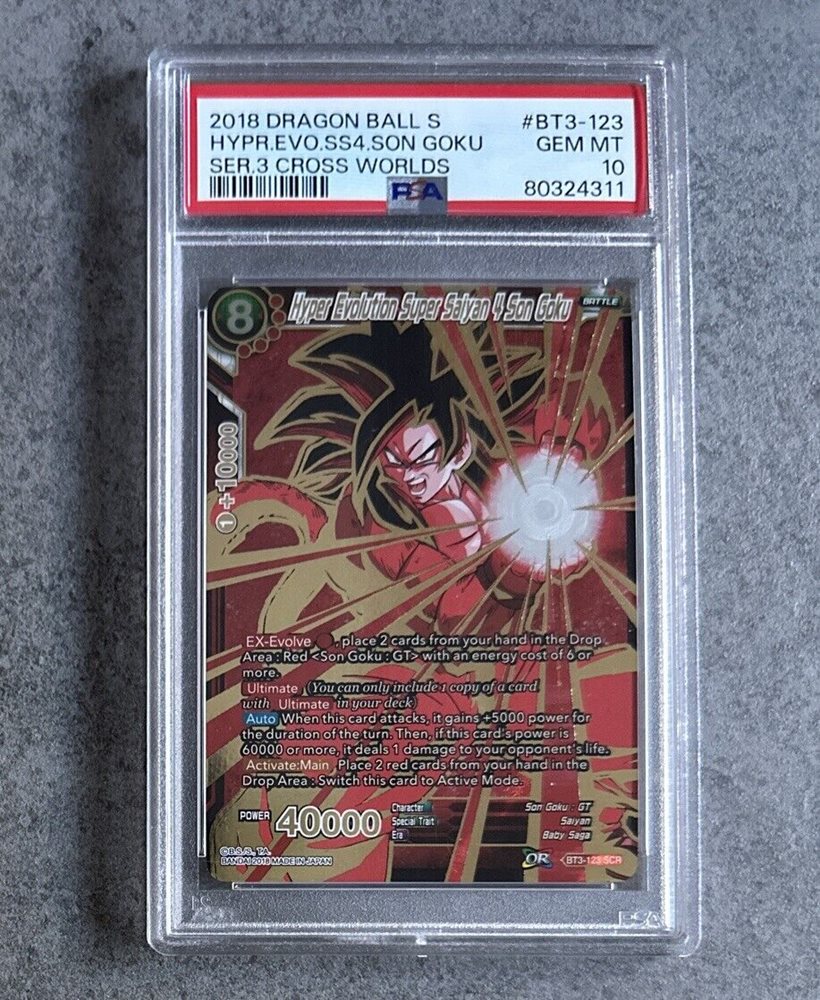 2018 DRAGON BALL S #BT3-123
HYPR.EVO.SS4.SON GOKU GEM MT
SER.3 CROSS WORLDS 10
PSA 80324311
8 Hyper Evolution Super Saiyan 4 Son Goku BATTLE
1 +10000
EX-Evolve , place 2 cards from your hand in the Drop
Area : Red <Son Goku : GT> with an energy cost of 6 or
more.
Ultimate (You can only include 1 copy of a card
with Ultimate in your deck)
Auto When this card attacks, it gains +5000 power for
the duration of the turn. Then, if this card's power is
60000 or more, it deals 1 damage to your opponent's life.
Activate:Main Place 2 red cards from your hand in the
Drop Area : Switch this card to Active Mode.
POWER 40000
Character Son Goku : GT
Special Trait Saiyan
Era Baby Saga
©B.S./S., T.A.
BANDAI 2018 MADE IN JAPAN
OR BT3-123 SCR
PSA